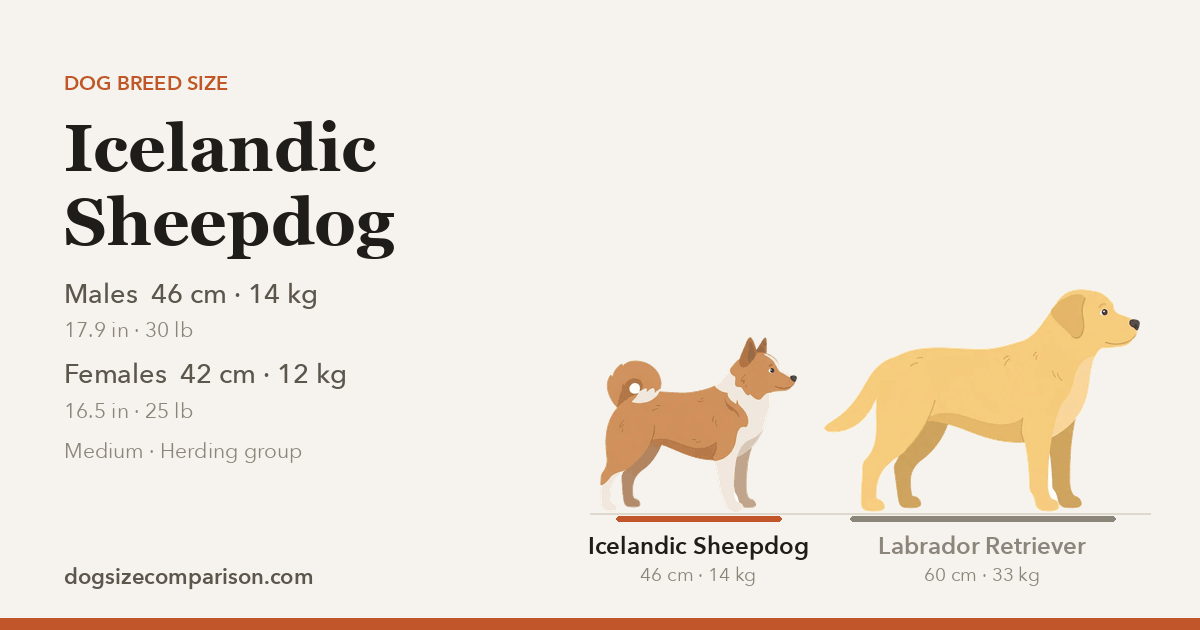 DOG BREED SIZE
Icelandic
Sheepdog
Males 46 cm · 14 kg
17.9 in · 30 lb
Females 42 cm · 12 kg
16.5 in · 25 lb
Medium · Herding group
dogsizecomparison.com
Icelandic Sheepdog
46 cm · 14 kg
Labrador Retriever
60 cm · 33 kg